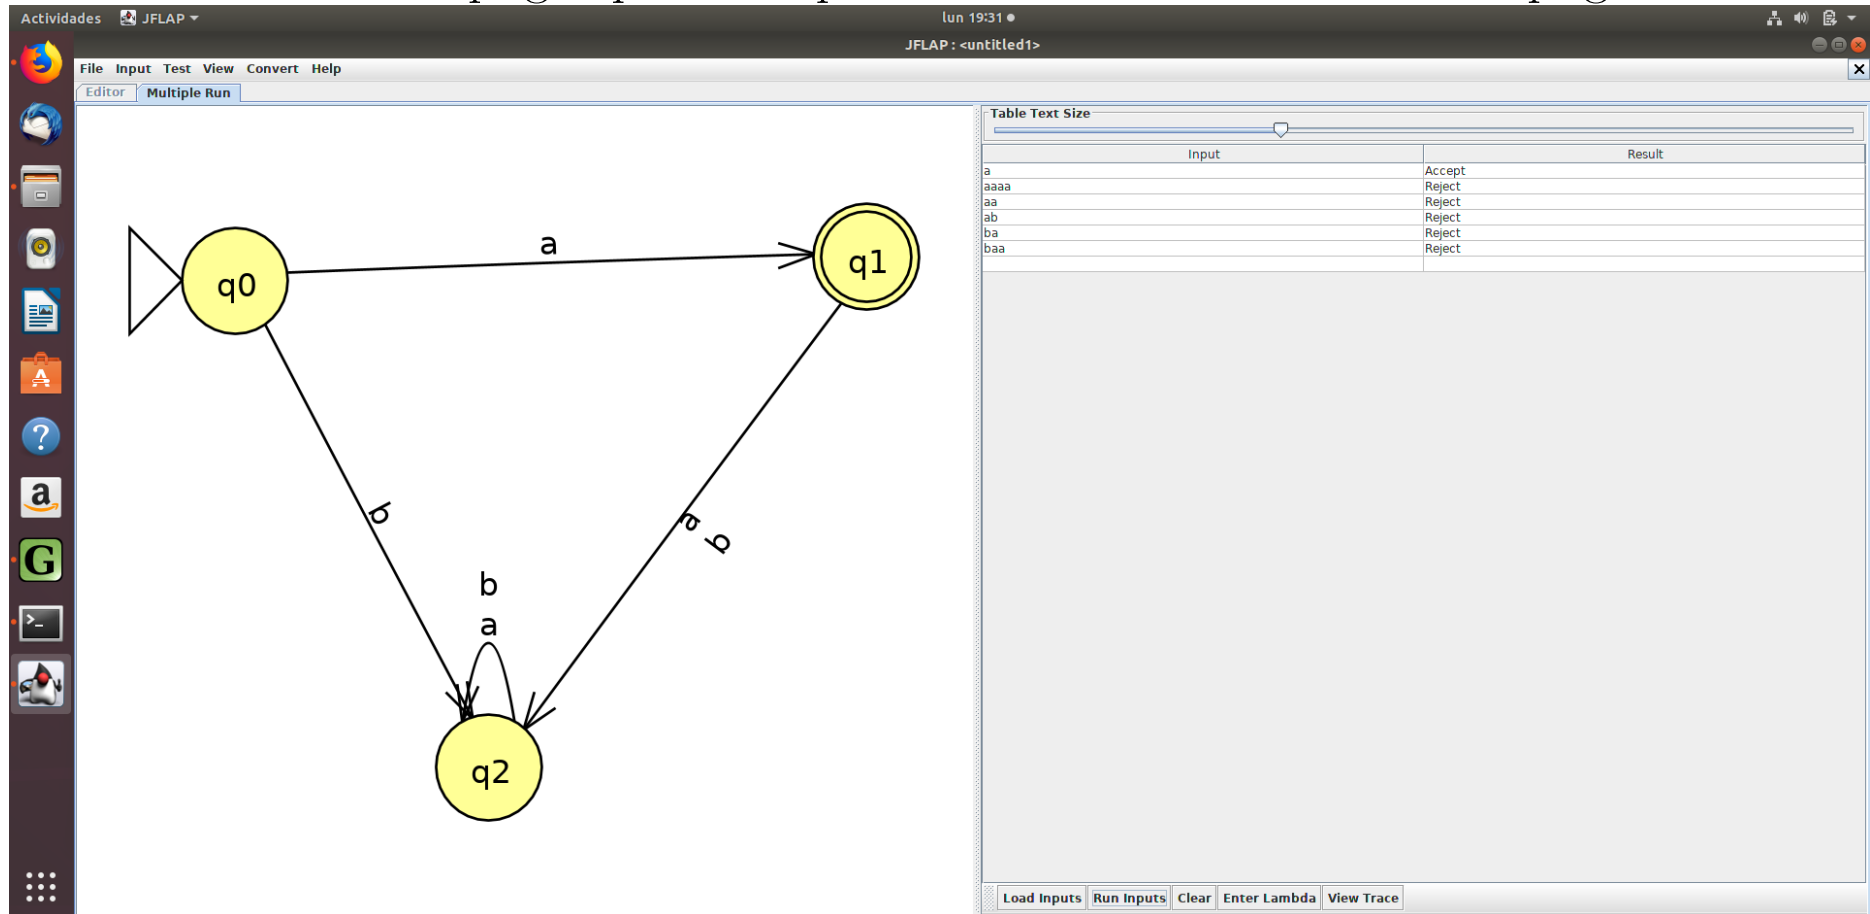 Actividades JFLAP lun 19:31
JFLAP : <untitled1>
File Input Test View Convert Help
Editor Multiple Run
Table Text Size
Input Result
a Accept
aaaa Reject
aa Reject
ab Reject
ba Reject
baa Reject
a
q0
q1
b
a
b
b
a
q2
Load Inputs Run Inputs Clear Enter Lambda View Trace